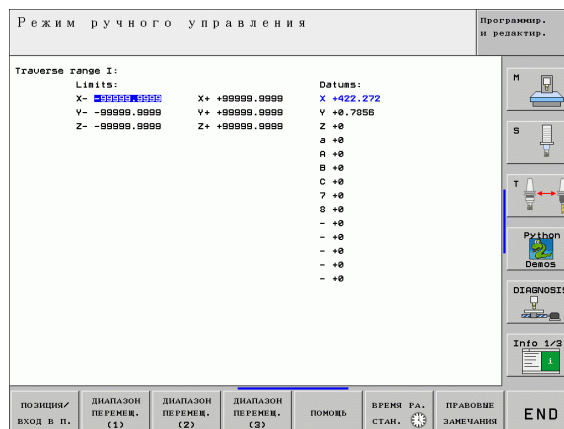 Режим ручного управления
Программир.
и редактир.
Traverse range I:
Limits: Datums:
X- -99999.9999 X+ +99999.9999 X +422.272
Y- -99999.9999 Y+ +99999.9999 Y +0.7856
Z- -99999.9999 Z+ +99999.9999 Z +0
a +0
A +0
B +0
C +0
7 +0
8 +0
- +0
- +0
- +0
- +0
- +0
M
S
T
Python
Demos
DIAGNOSIS
Info 1/3
i
ПОЗИЦИЯ/
ВХОД В П.
ДИАПАЗОН
ПЕРЕМЕЩ.
(1)
ДИАПАЗОН
ПЕРЕМЕЩ.
(2)
ДИАПАЗОН
ПЕРЕМЕЩ.
(3)
ПОМОЩЬ
ВРЕМЯ РА.
СТАН.
ПРАВОВЫЕ
ЗАМЕЧАНИЯ
END